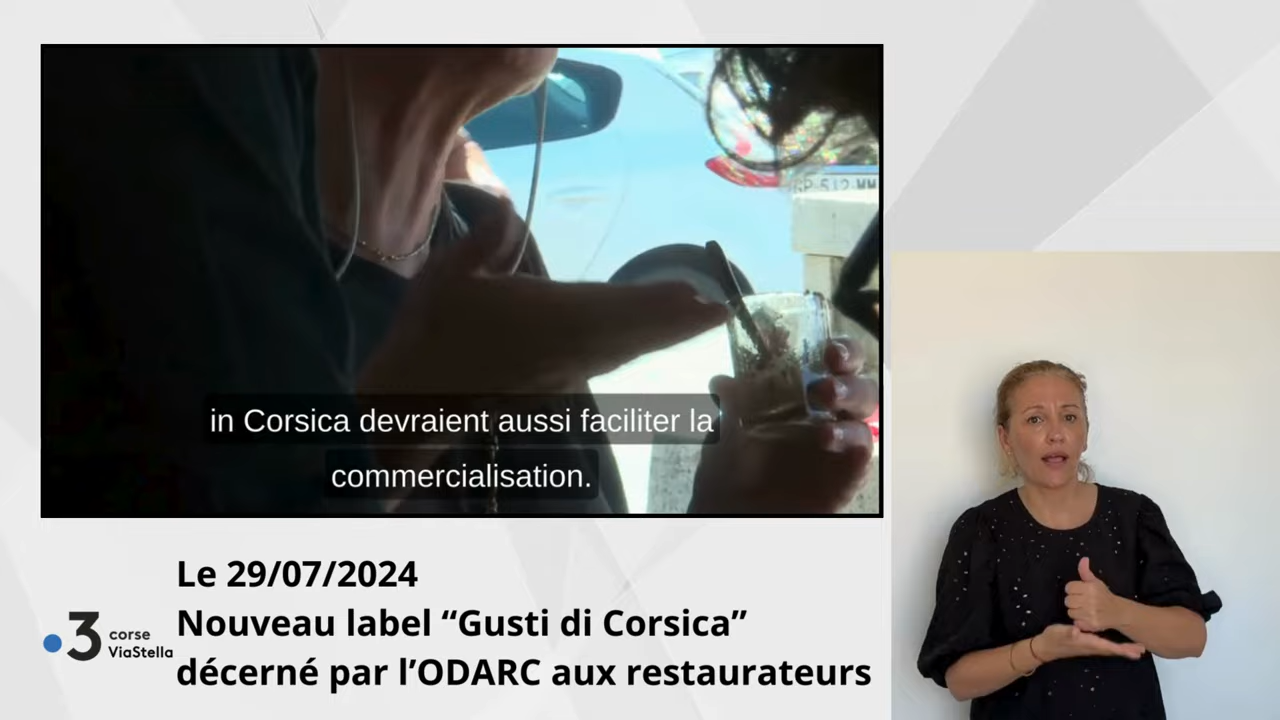 in Corsica devraient aussi faciliter la
commercialisation.
Le 29/07/2024
Nouveau label “Gusti di Corsica”
décerné par l’ODARC aux restaurateurs
3 corse
ViaStella